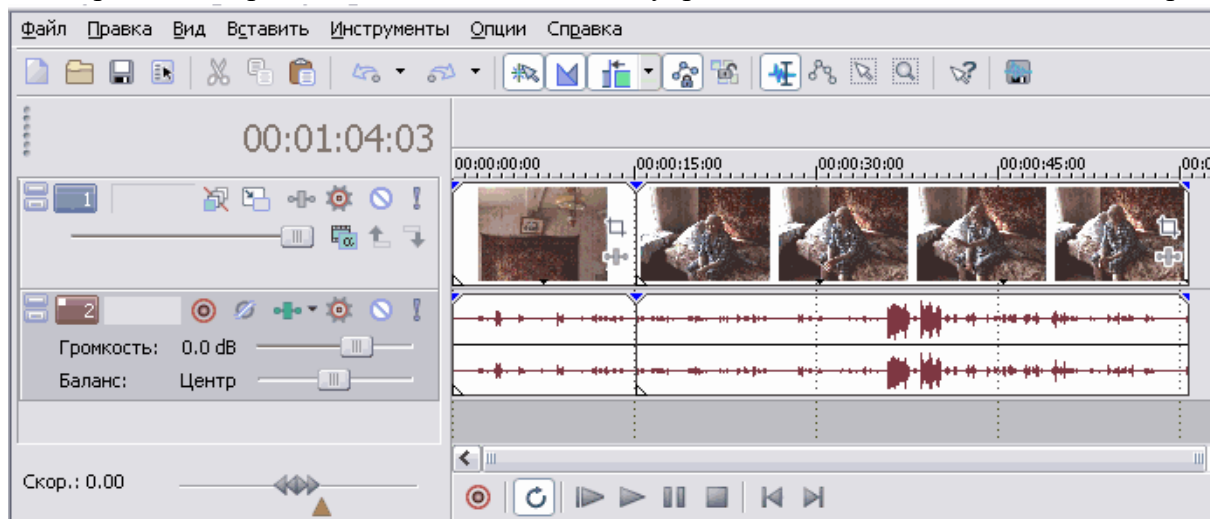 Файл Правка Вид Вставить Инструменты Опции Справка
00:01:04:03
00:00:00:00 00:00:15:00 00:00:30:00 00:00:45:00 00:0
1
2
Громкость: 0.0 dB
Баланс: Центр
Скор.: 0.00